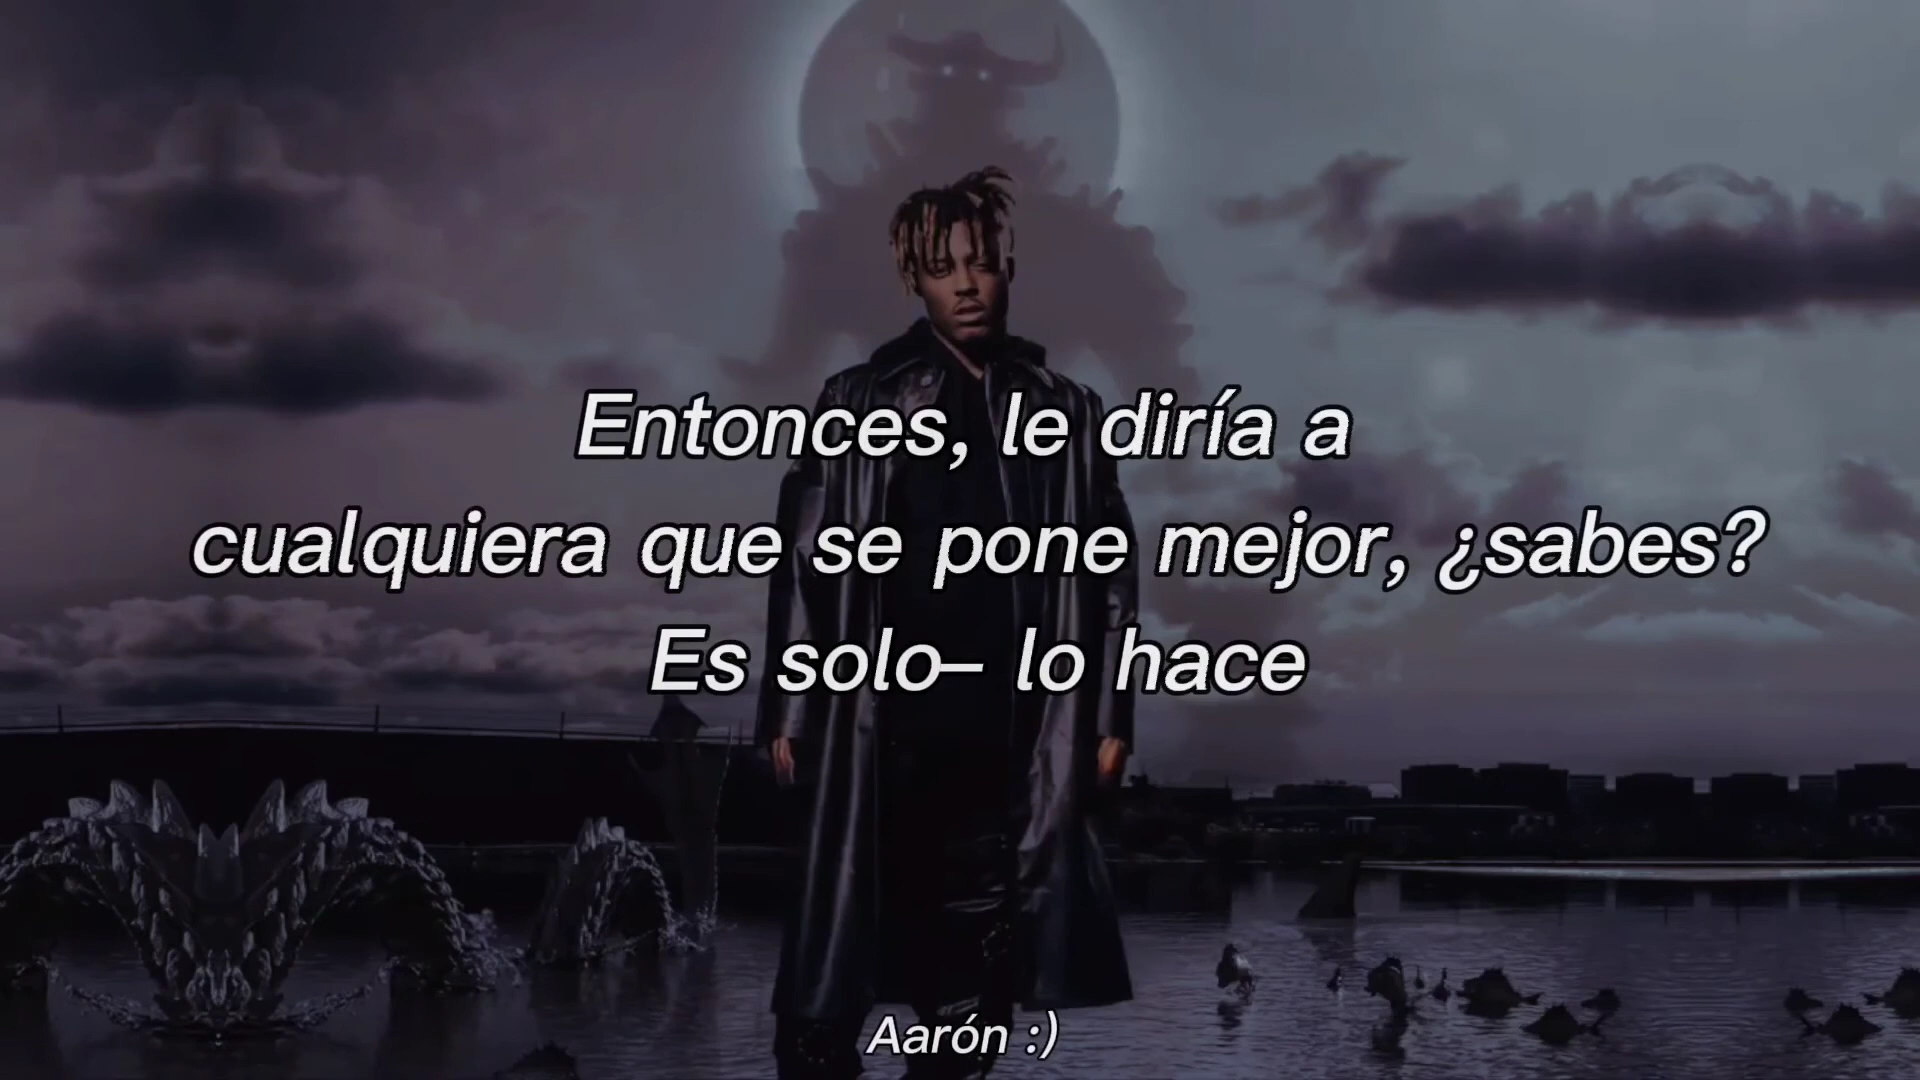 Entonces, le diría a
cualquiera que se pone mejor, ¿sabes?
Es solo– lo hace
Aarón :)